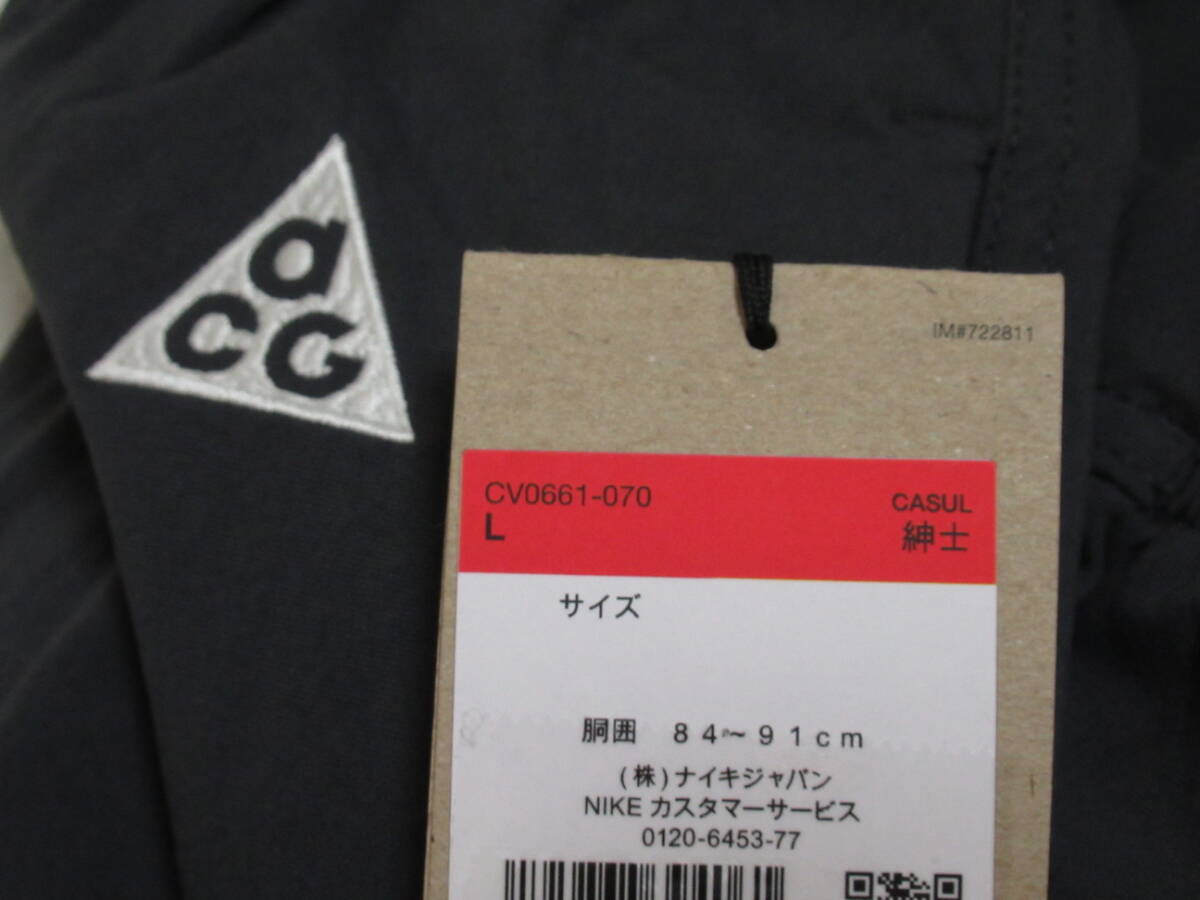 a
CG
IM#722811
CV0661-070
CASUL
L
紳士
サイズ
胴囲 84~91cm
(株)ナイキジャパン
NIKE カスタマーサービス
0120-6453-77